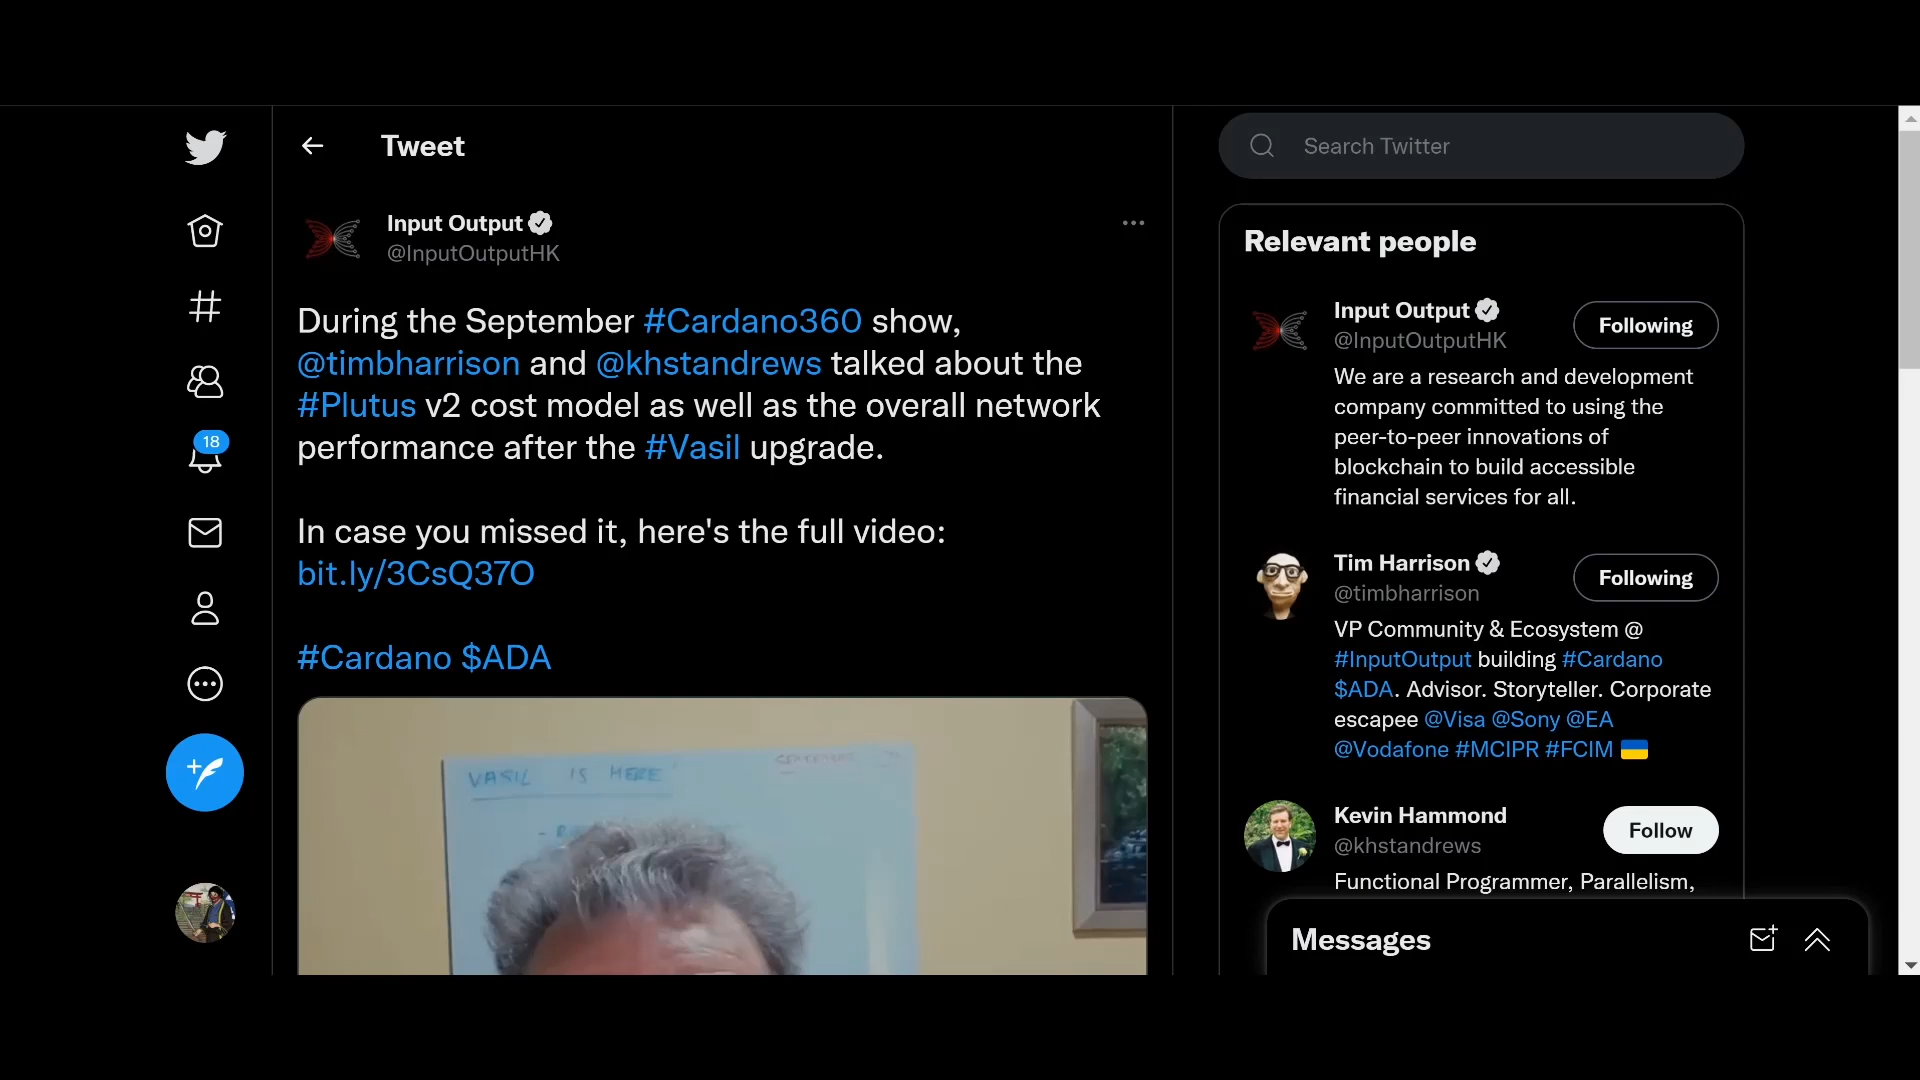 Tweet
Search Twitter
Input Output
@InputOutputHK
During the September #Cardano360 show,
@timbharrison and @khstandrews talked about the
#Plutus v2 cost model as well as the overall network
performance after the #Vasil upgrade.
In case you missed it, here's the full video:
bit.ly/3CsQ37O
#Cardano $ADA
VASIL IS HERE
18
Relevant people
Input Output
@InputOutputHK
Following
We are a research and development
company committed to using the
peer-to-peer innovations of
blockchain to build accessible
financial services for all.
Tim Harrison
@timbharrison
Following
VP Community & Ecosystem @
#InputOutput building #Cardano
$ADA. Advisor. Storyteller. Corporate
escapee @Visa @Sony @EA
@Vodafone #MCIPR #FCIM
Kevin Hammond
@khstandrews
Follow
Functional Programmer, Parallelism,
Messages